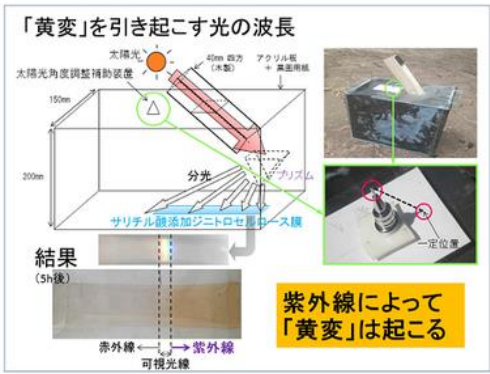 「黄変」を引き起こす光の波長
太陽光
太陽光角度調整補助装置
40mm 四方
(木製)
アクリル板
+ 黒画用紙
150mm
200mm
分光
プリズム
サリチル酸添加ジニトロセルロース膜
一定位置
結果
(5h後)
赤外線
紫外線
可視光線
紫外線によって
「黄変」は起こる